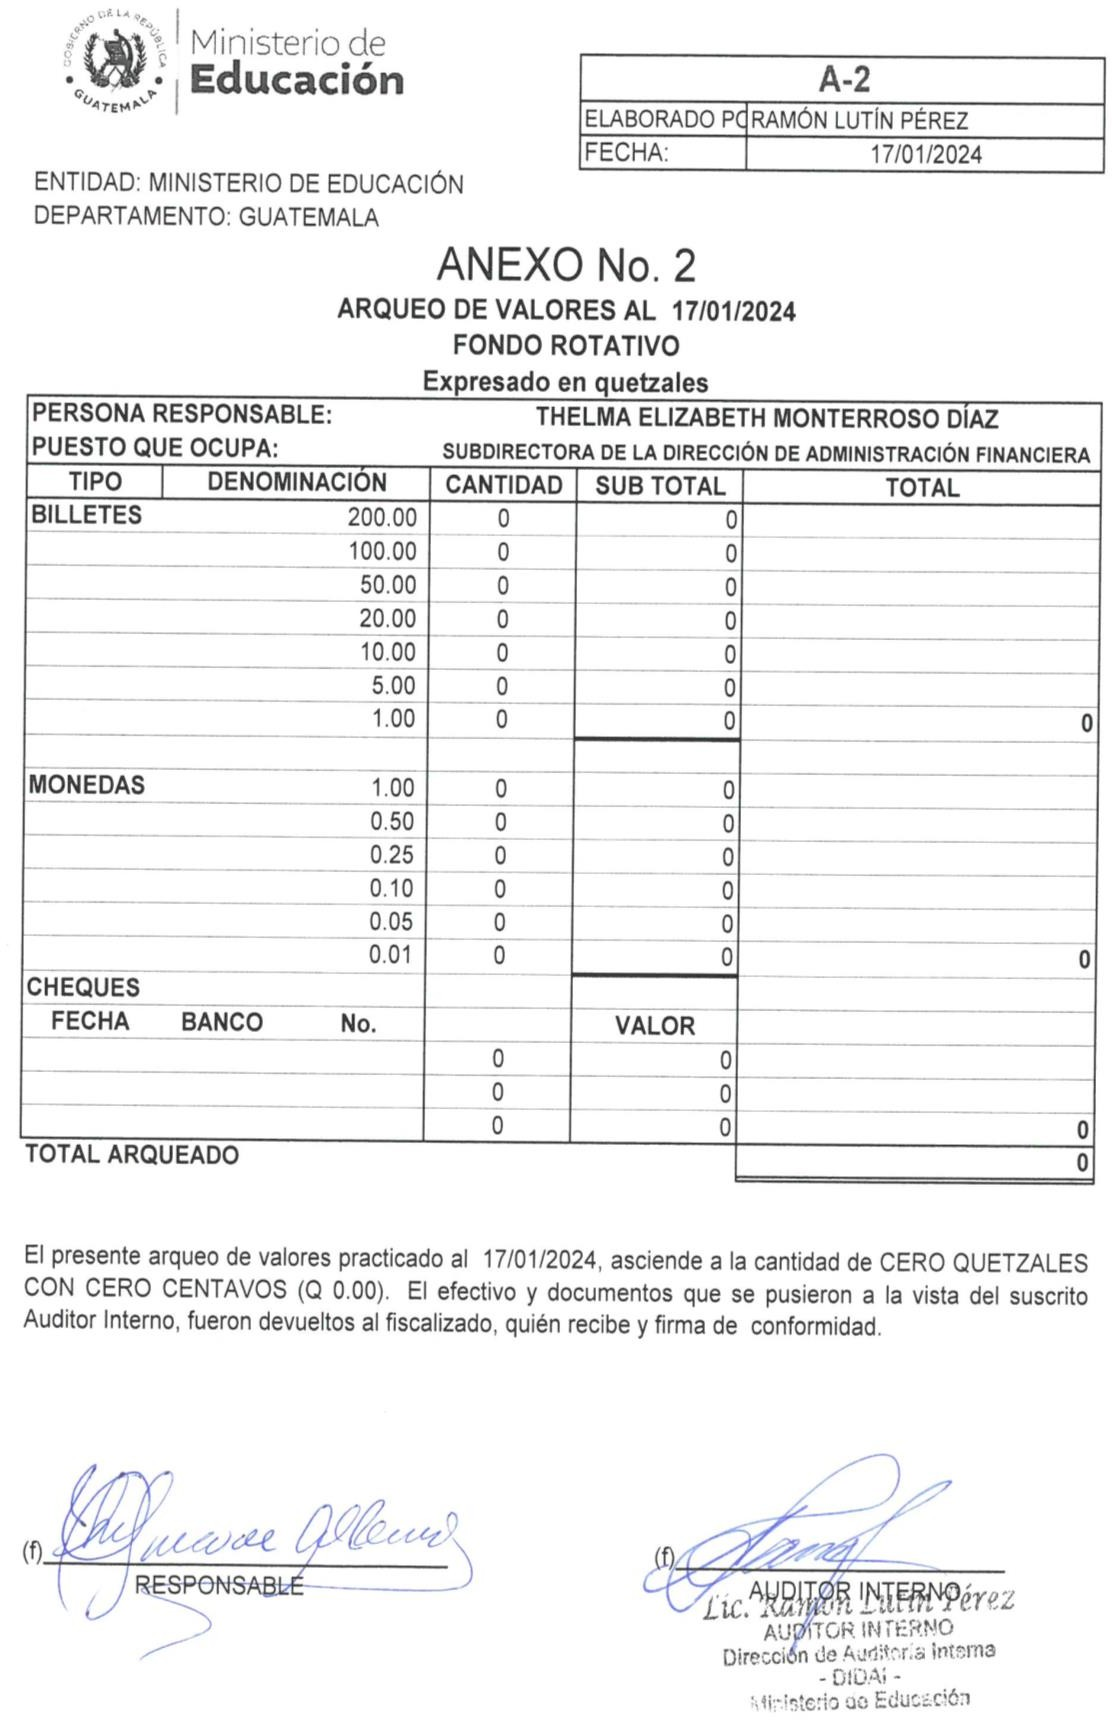 GOBIERNO DE LA REPÚBLICA
GUATEMALA
Ministerio de
Educación
A-2
ELABORADO PO RAMÓN LUTÍN PÉREZ
FECHA: 17/01/2024
ENTIDAD: MINISTERIO DE EDUCACIÓN
DEPARTAMENTO: GUATEMALA
ANEXO No. 2
ARQUEO DE VALORES AL 17/01/2024
FONDO ROTATIVO
Expresado en quetzales
PERSONA RESPONSABLE: THELMA ELIZABETH MONTERROSO DÍAZ
PUESTO QUE OCUPA: SUBDIRECTORA DE LA DIRECCIÓN DE ADMINISTRACIÓN FINANCIERA
TIPO DENOMINACIÓN CANTIDAD SUB TOTAL TOTAL
BILLETES 200.00 0 0
100.00 0 0
50.00 0 0
20.00 0 0
10.00 0 0
5.00 0 0
1.00 0 0 0
MONEDAS 1.00 0 0
0.50 0 0
0.25 0 0
0.10 0 0
0.05 0 0
0.01 0 0 0
CHEQUES
FECHA BANCO No. VALOR
0 0
0 0
0 0 0
TOTAL ARQUEADO 0
El presente arqueo de valores practicado al 17/01/2024, asciende a la cantidad de CERO QUETZALES
CON CERO CENTAVOS (Q 0.00). El efectivo y documentos que se pusieron a la vista del suscrito
Auditor Interno, fueron devueltos al fiscalizado, quién recibe y firma de conformidad.
(f) (f)
RESPONSABLE AUDITOR INTERNO
Lic. Ramón Lutín Pérez
AUDITOR INTERNO
Dirección de Auditoría Interna
- DIDAI -
Ministerio de Educación